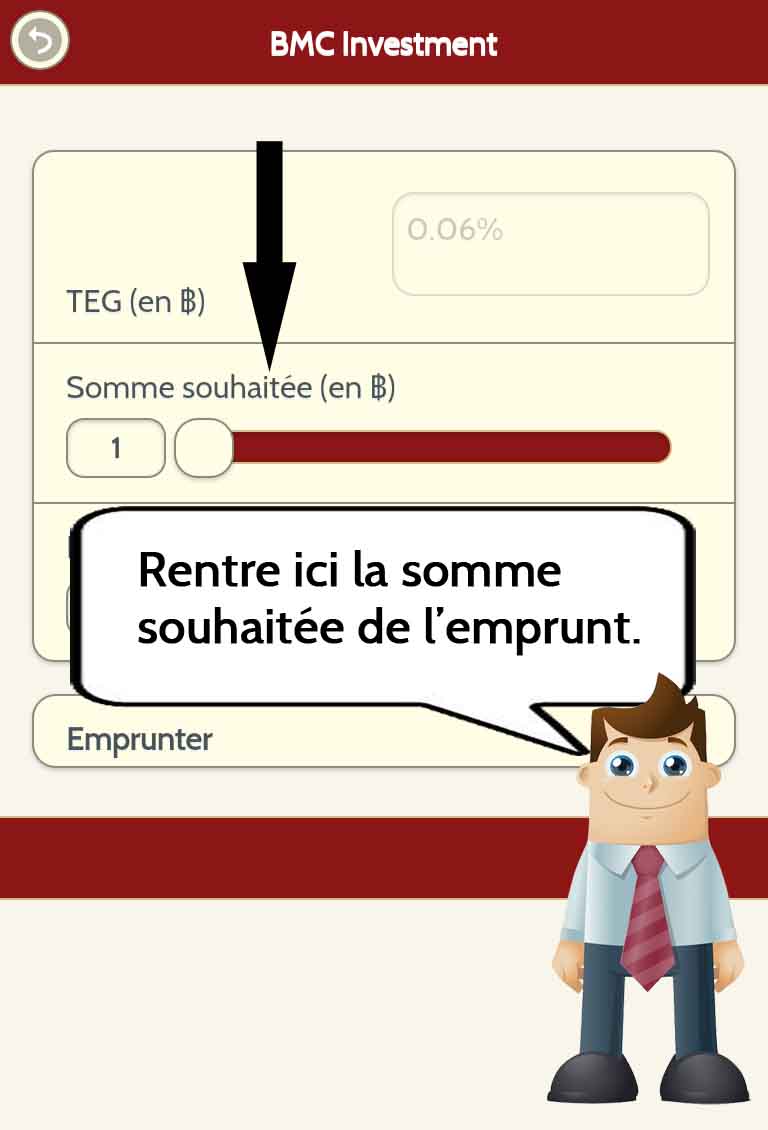 BMC Investment
0.06%
TEG (en ฿)
Somme souhaitée (en ฿)
1
Rentre ici la somme
souhaitée de l’emprunt.
Emprunter